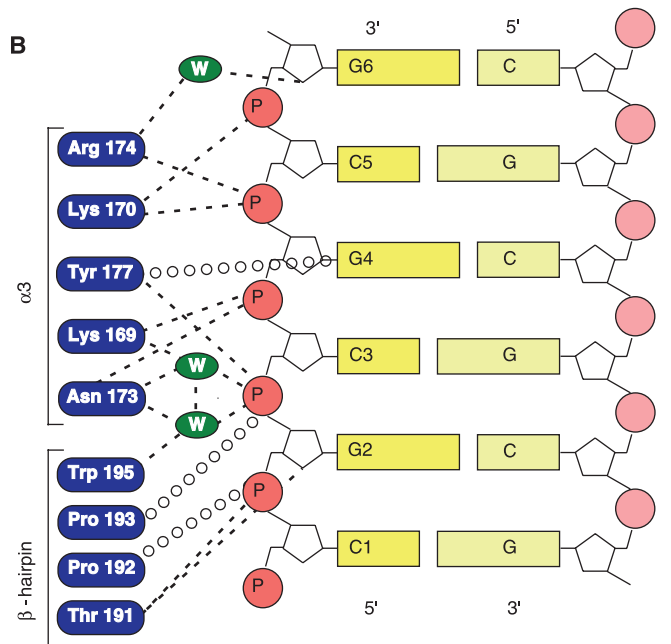 B
3' 5'
W G6 C
P
Arg 174 C5 G
Lys 170 P
α3
Tyr 177 G4 C
P
Lys 169 C3 G
W
Asn 173 P
W
Trp 195 G2 C
Pro 193 P
β -hairpin
Pro 192 C1 G
P
Thr 191 5' 3'